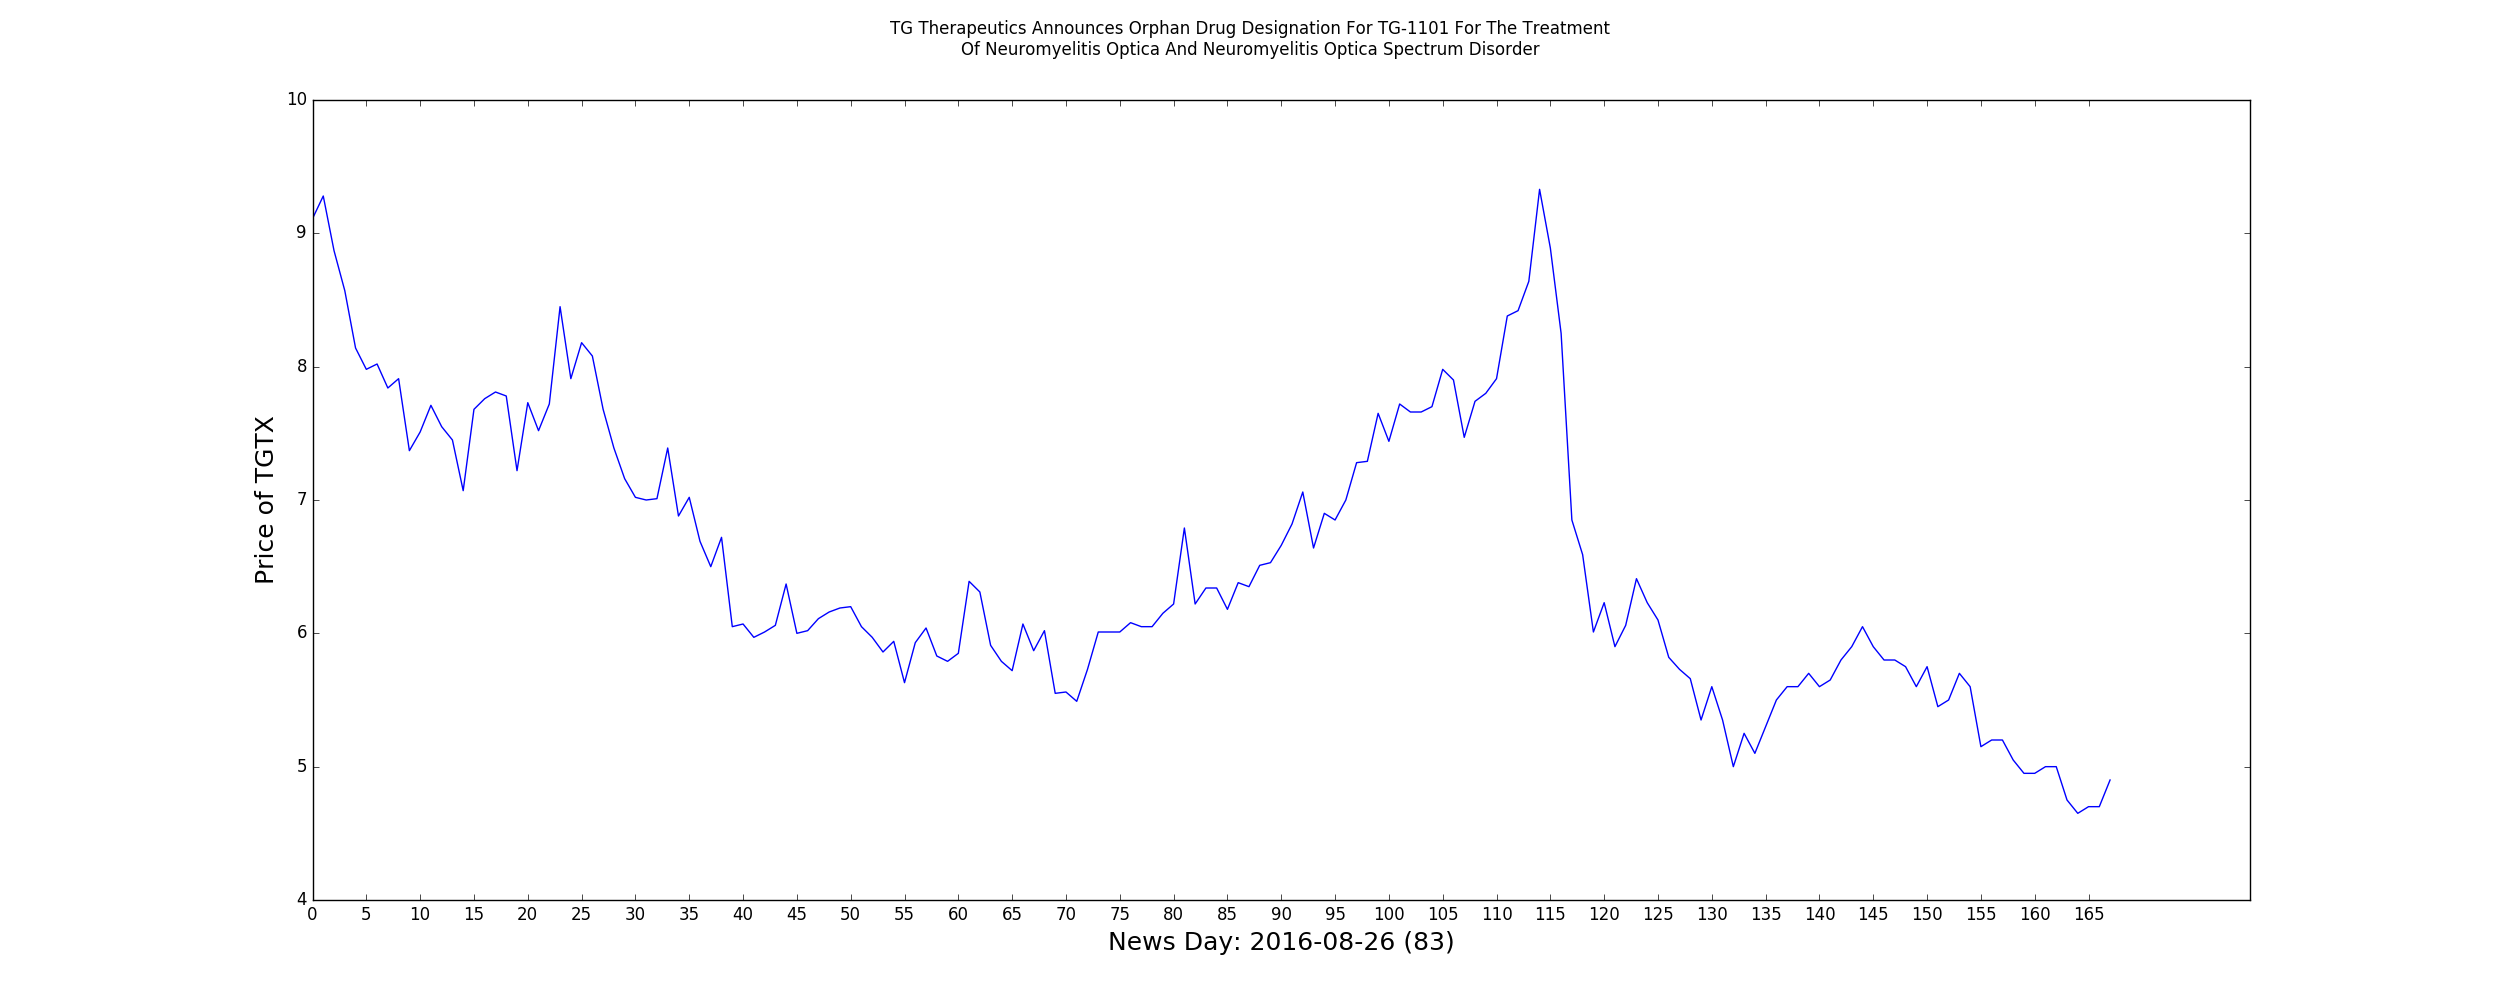 TG Therapeutics Announces Orphan Drug Designation For TG-1101 For The Treatment
Of Neuromyelitis Optica And Neuromyelitis Optica Spectrum Disorder
10
9
8
7
6
5
4
Price of TGTX
0 5 10 15 20 25 30 35 40 45 50 55 60 65 70 75 80 85 90 95 100 105 110 115 120 125 130 135 140 145 150 155 160 165
News Day: 2016-08-26 (83)